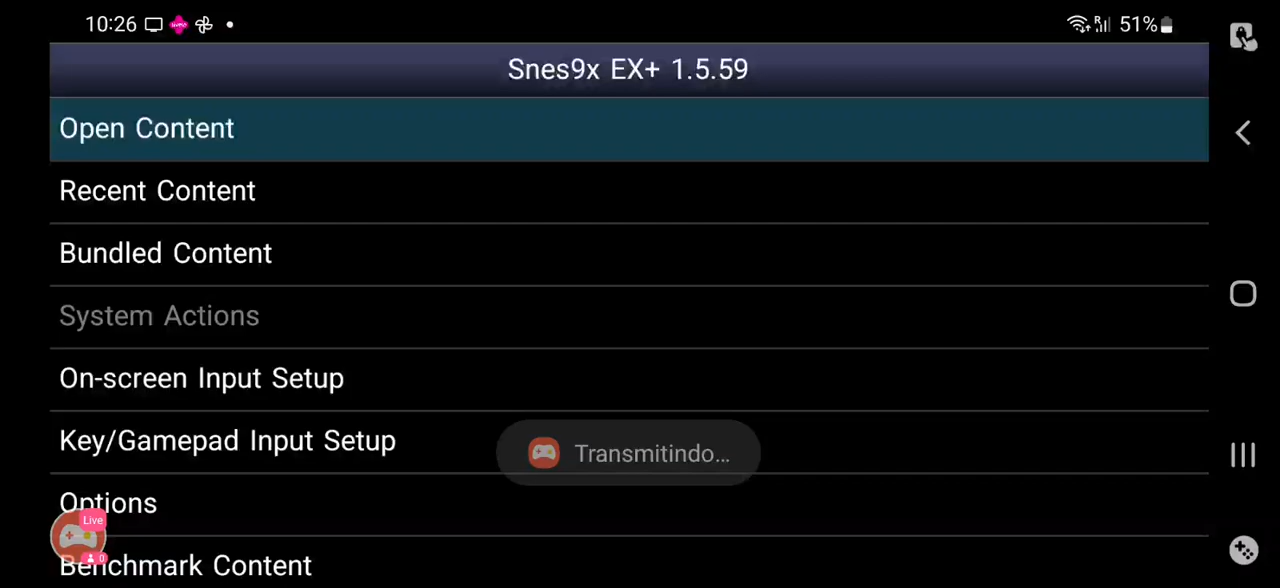 10:26
51%
Snes9x EX+ 1.5.59
Open Content
Recent Content
Bundled Content
System Actions
On-screen Input Setup
Key/Gamepad Input Setup
Transmitindo...
Options
Live
0
Benchmark Content